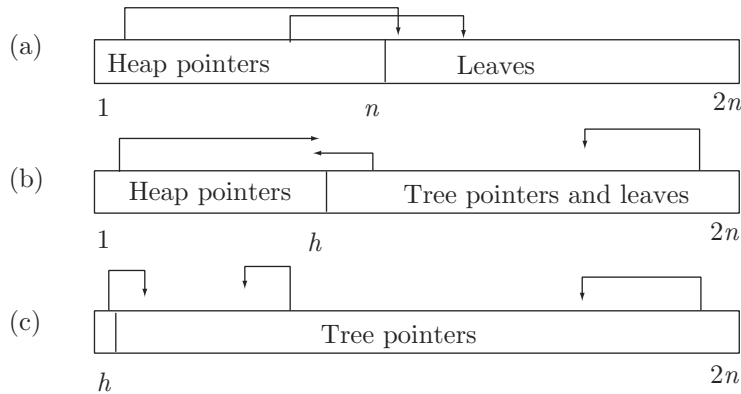 (a)
Heap pointers Leaves
1 n 2n
(b)
Heap pointers Tree pointers and leaves
1 h 2n
(c)
Tree pointers
h 2n